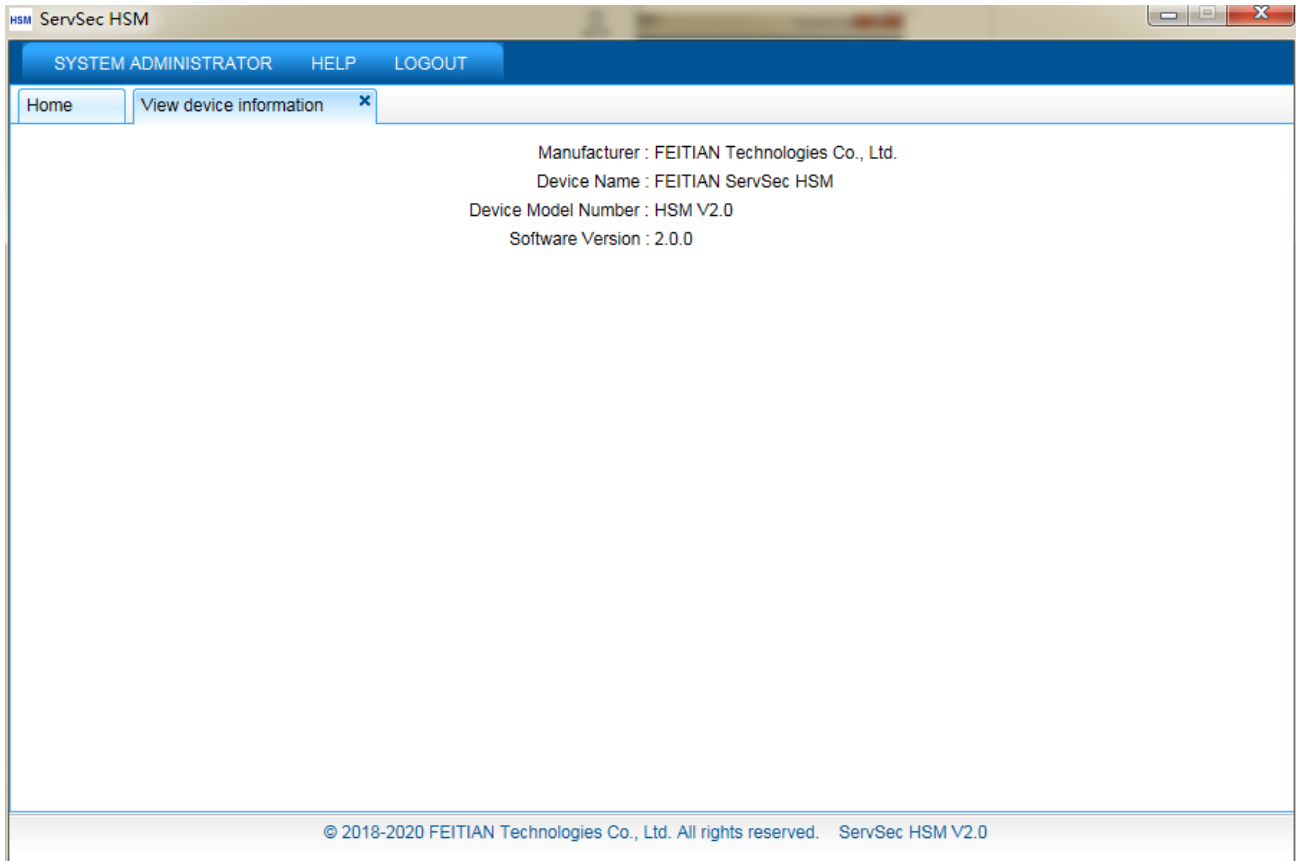 HSM ServSec HSM
SYSTEM ADMINISTRATOR HELP LOGOUT
Home View device information
Manufacturer : FEITIAN Technologies Co., Ltd.
Device Name : FEITIAN ServSec HSM
Device Model Number : HSM V2.0
Software Version : 2.0.0
© 2018-2020 FEITIAN Technologies Co., Ltd. All rights reserved. ServSec HSM V2.0